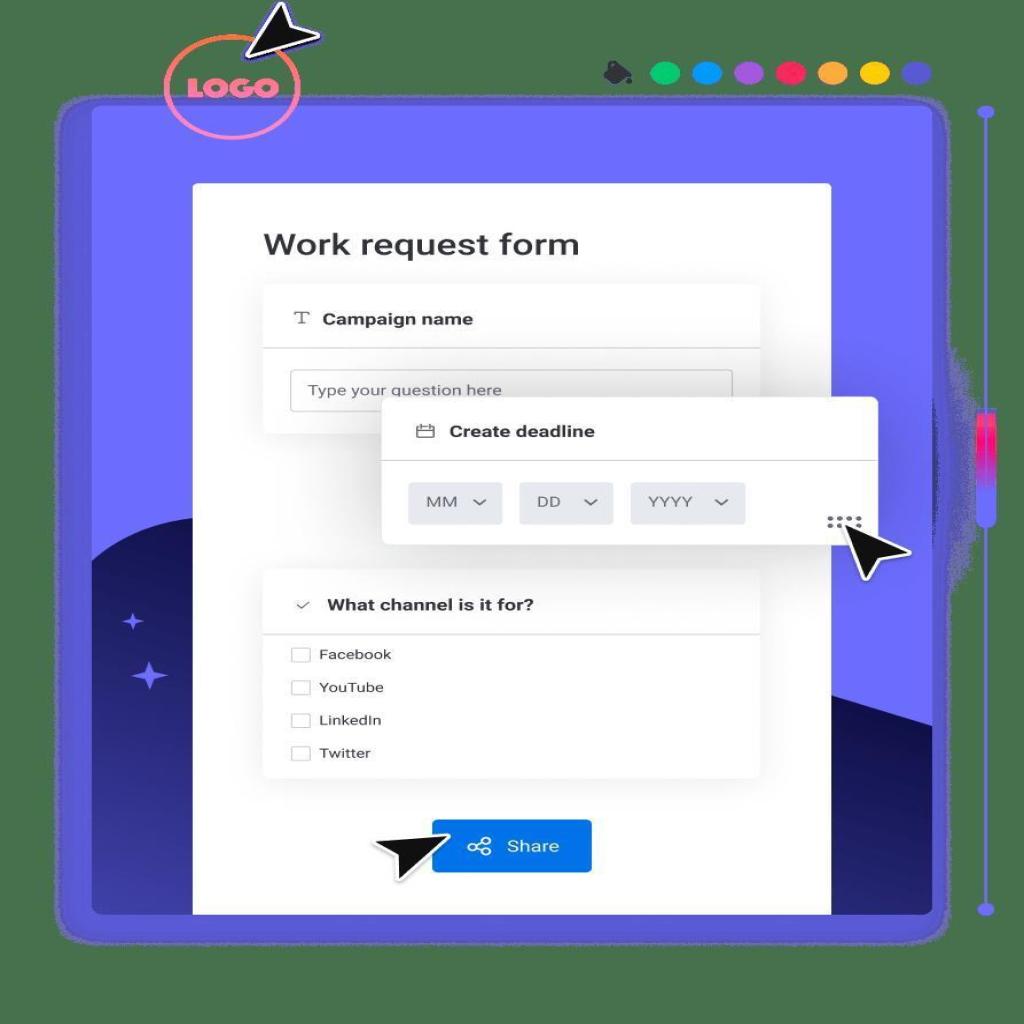 LOGO
Work request form
Campaign name
Type your question here
Create deadline
MM DD YYYY
What channel is it for?
Facebook
YouTube
LinkedIn
Twitter
Share